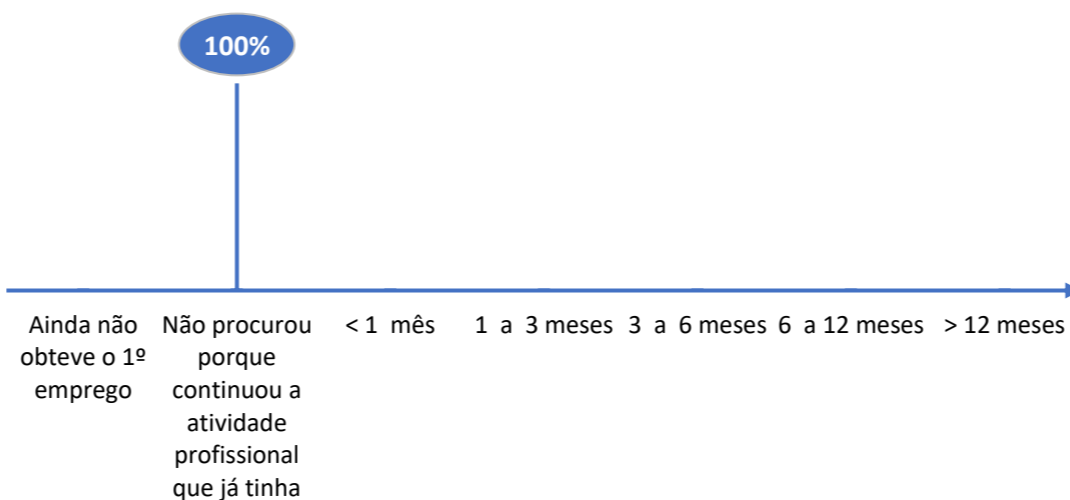 100%
Ainda não
obteve o 1º
emprego
Não procurou
porque
continuou a
atividade
profissional
que já tinha
< 1 mês
1 a 3 meses
3 a 6 meses
6 a 12 meses
> 12 meses